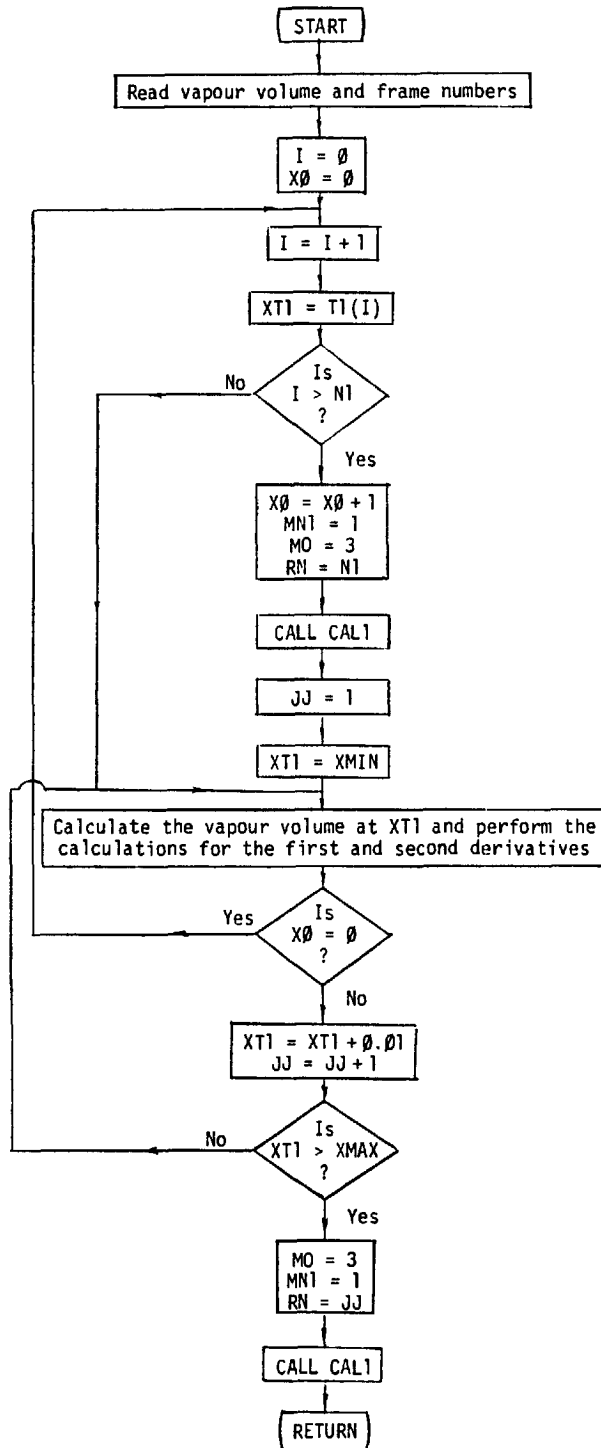 START
Read vapour volume and frame numbers
I = Ø
XØ = Ø
I = I + 1
XT1 = T1(I)
Is
I > N1
?
No
Yes
XØ = XØ + 1
MN1 = 1
MO = 3
RN = N1
CALL CAL1
JJ = 1
XT1 = XMIN
Calculate the vapour volume at XT1 and perform the
calculations for the first and second derivatives
Is
XØ = Ø
?
Yes
No
XT1 = XT1 + Ø.Ø1
JJ = JJ + 1
Is
XT1 > XMAX
?
No
Yes
MO = 3
MN1 = 1
RN = JJ
CALL CAL1
RETURN